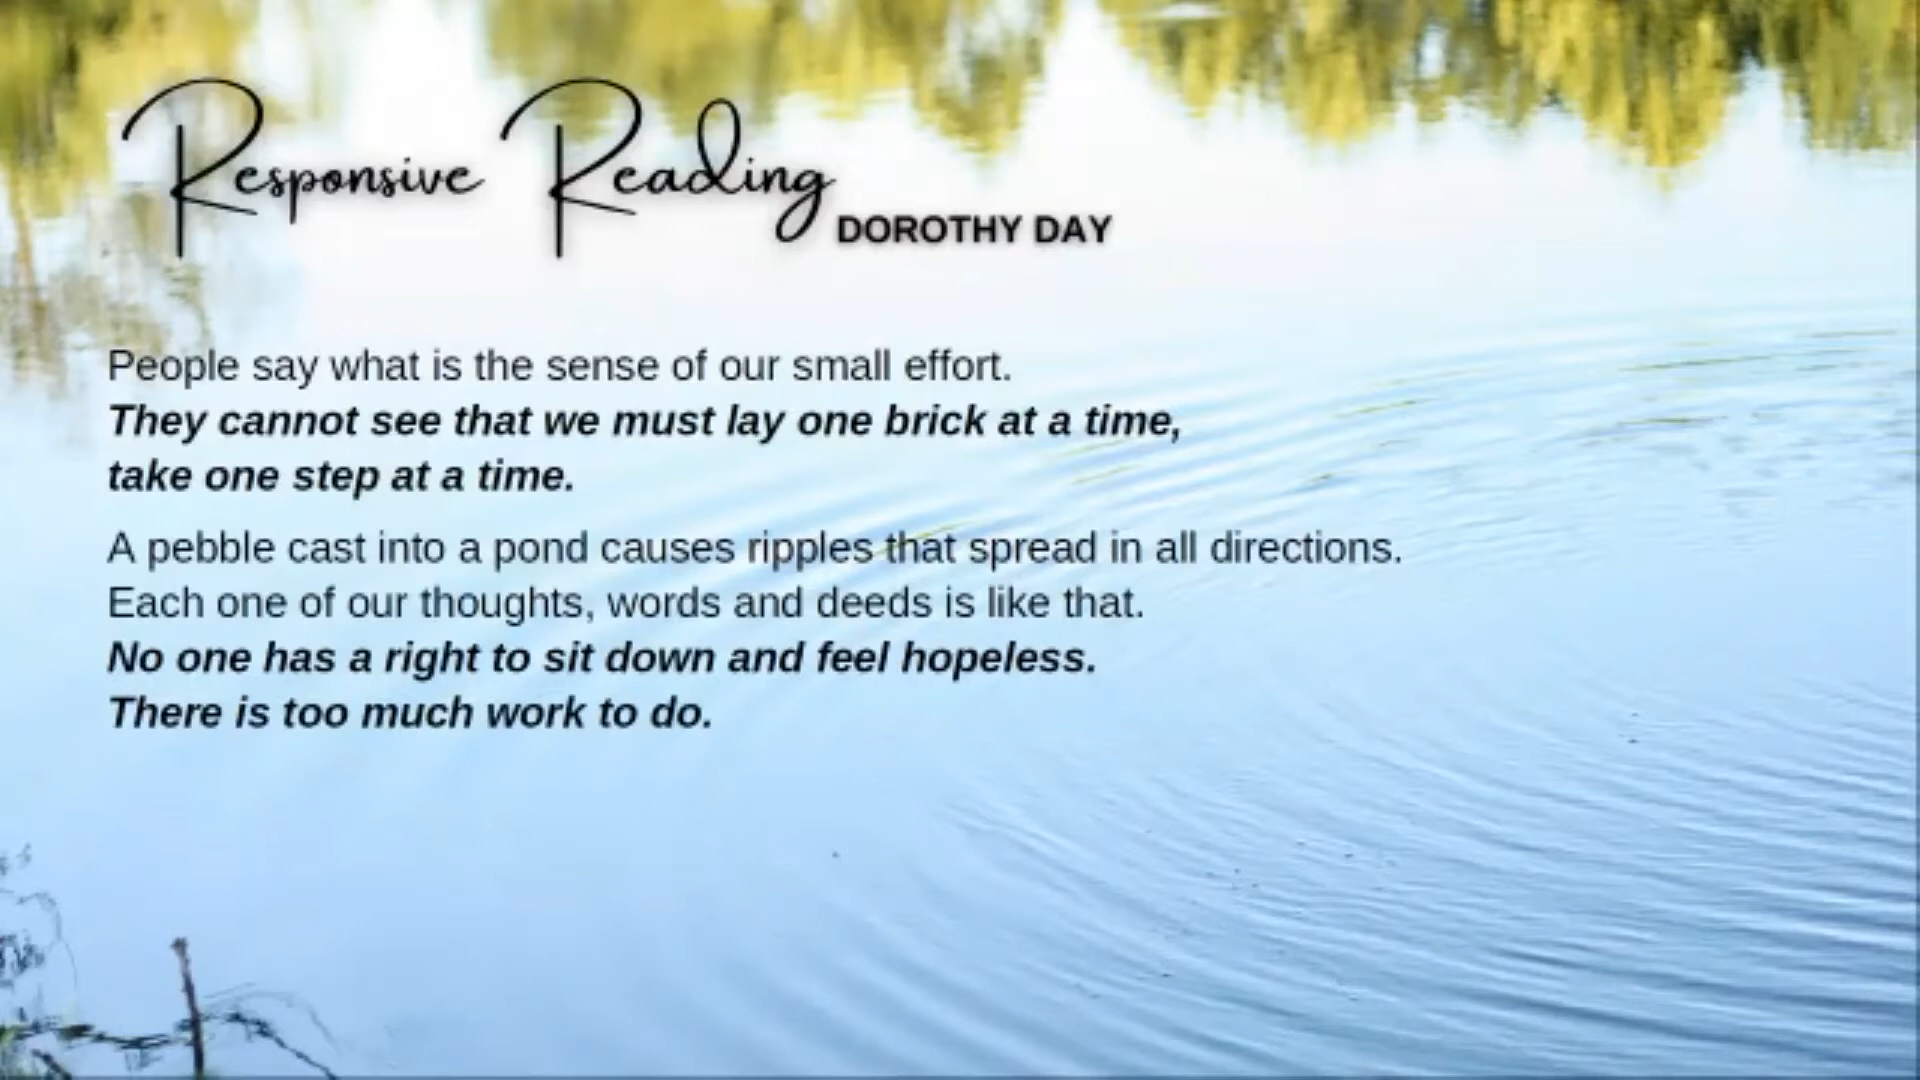 Responsive Reading DOROTHY DAY
People say what is the sense of our small effort.
They cannot see that we must lay one brick at a time,
take one step at a time.
A pebble cast into a pond causes ripples that spread in all directions.
Each one of our thoughts, words and deeds is like that.
No one has a right to sit down and feel hopeless.
There is too much work to do.